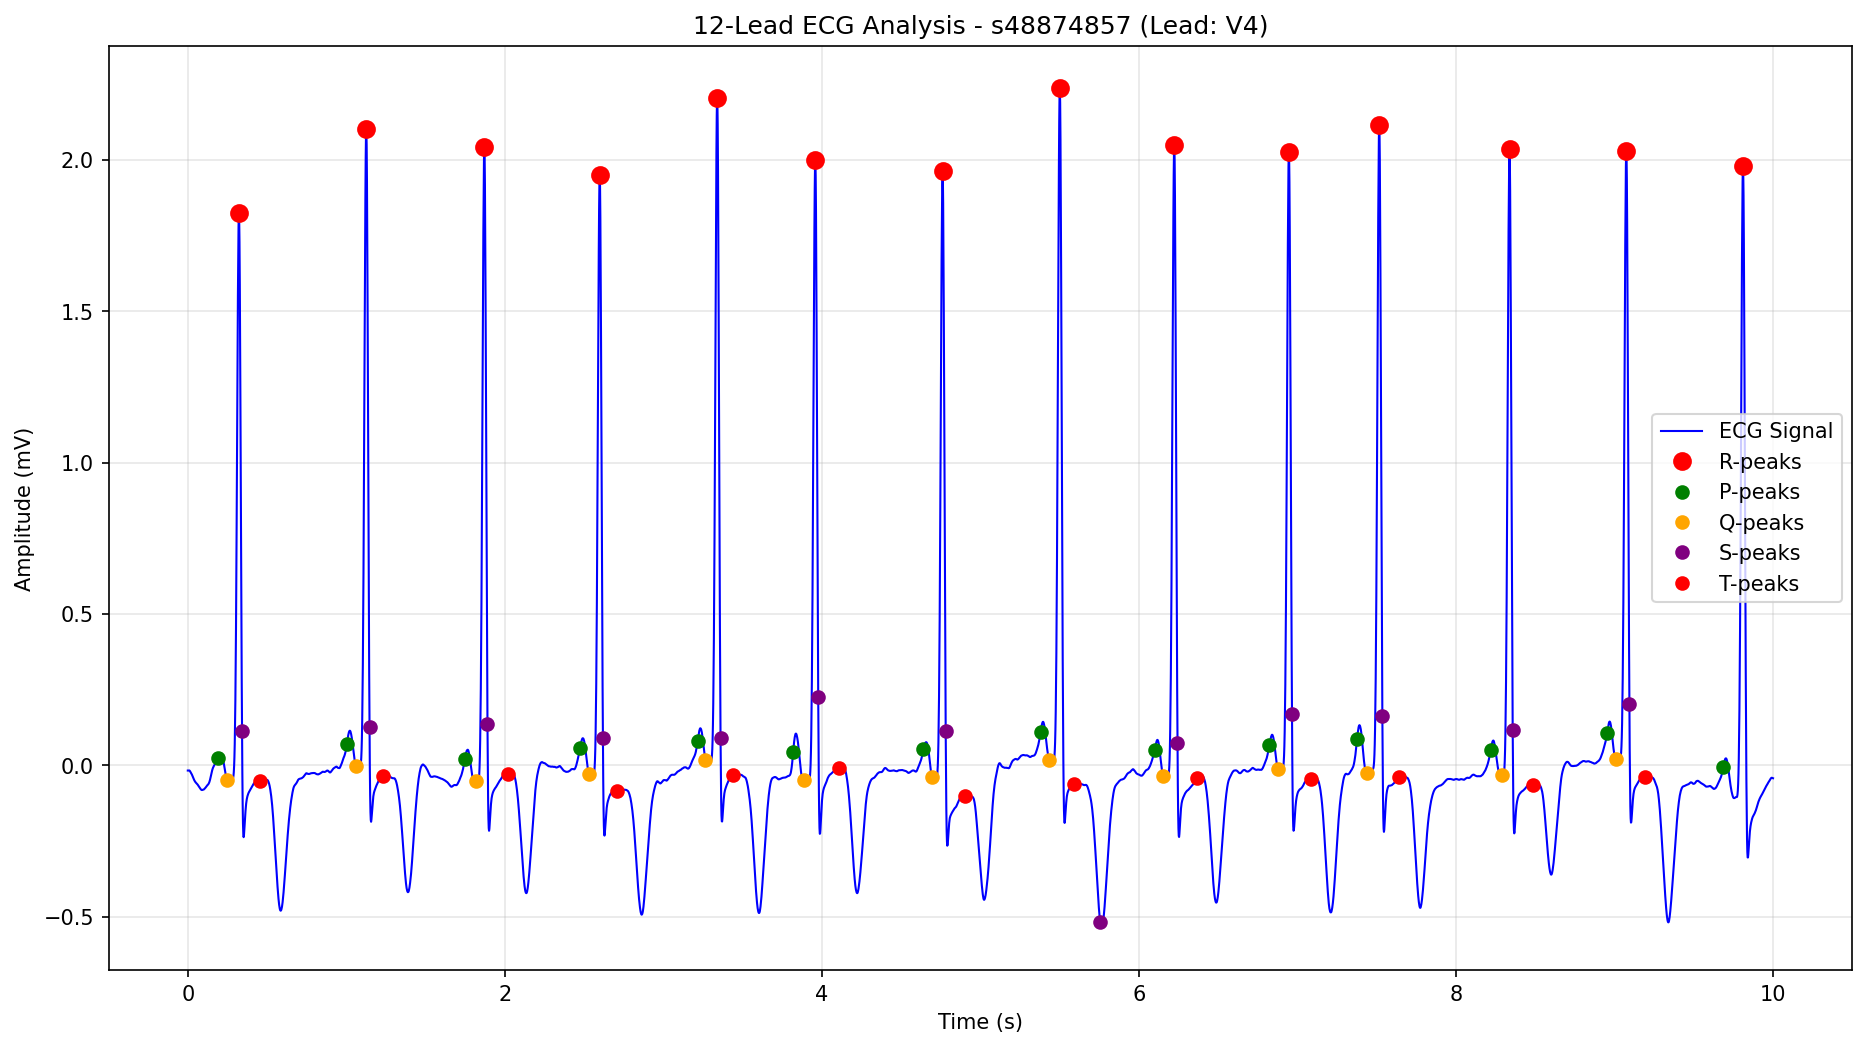 12-Lead ECG Analysis - s48874857 (Lead: V4)
Amplitude (mV)
2.0
1.5
1.0
0.5
0.0
−0.5
0 2 4 6 8 10
Time (s)
ECG Signal
R-peaks
P-peaks
Q-peaks
S-peaks
T-peaks